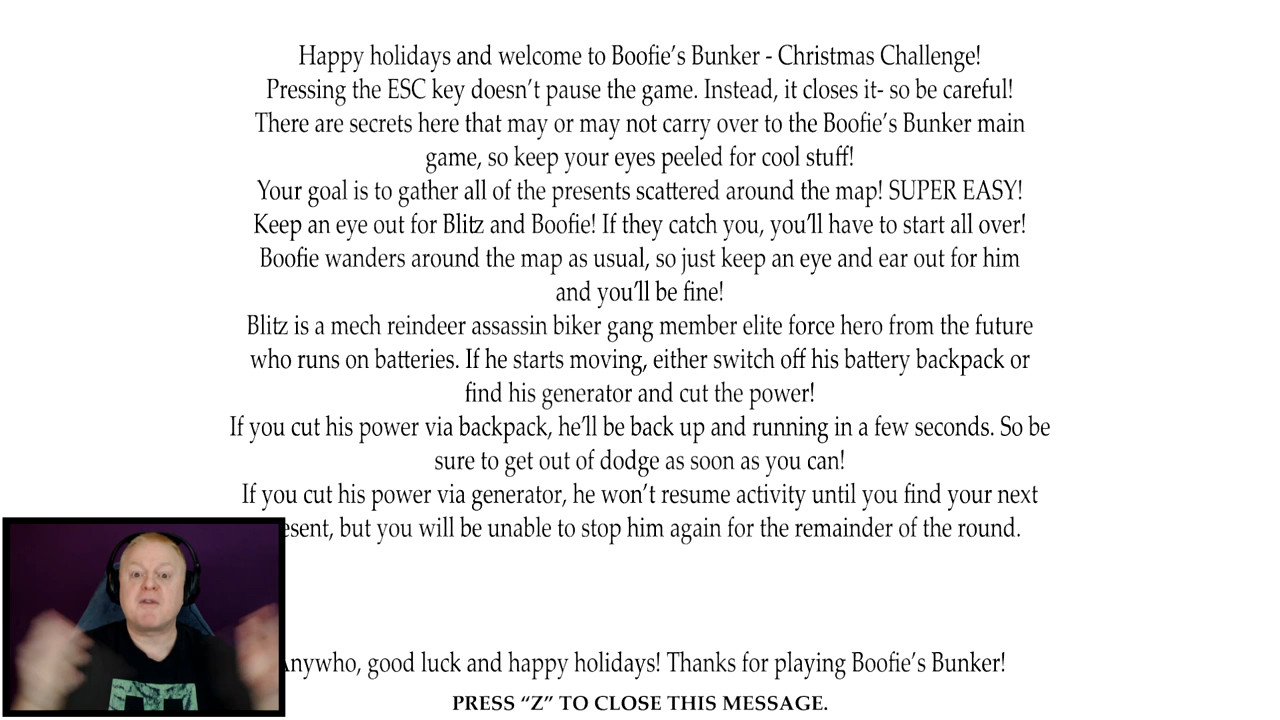 Happy holidays and welcome to Boofie's Bunker - Christmas Challenge!
Pressing the ESC key doesn't pause the game. Instead, it closes it- so be careful!
There are secrets here that may or may not carry over to the Boofie's Bunker main
game, so keep your eyes peeled for cool stuff!
Your goal is to gather all of the presents scattered around the map! SUPER EASY!
Keep an eye out for Blitz and Boofie! If they catch you, you'll have to start all over!
Boofie wanders around the map as usual, so just keep an eye and ear out for him
and you'll be fine!
Blitz is a mech reindeer assassin biker gang member elite force hero from the future
who runs on batteries. If he starts moving, either switch off his battery backpack or
find his generator and cut the power!
If you cut his power via backpack, he'll be back up and running in a few seconds. So be
sure to get out of dodge as soon as you can!
If you cut his power via generator, he won't resume activity until you find your next
esent, but you will be unable to stop him again for the remainder of the round.
Anywho, good luck and happy holidays! Thanks for playing Boofie's Bunker!
PRESS “Z” TO CLOSE THIS MESSAGE.